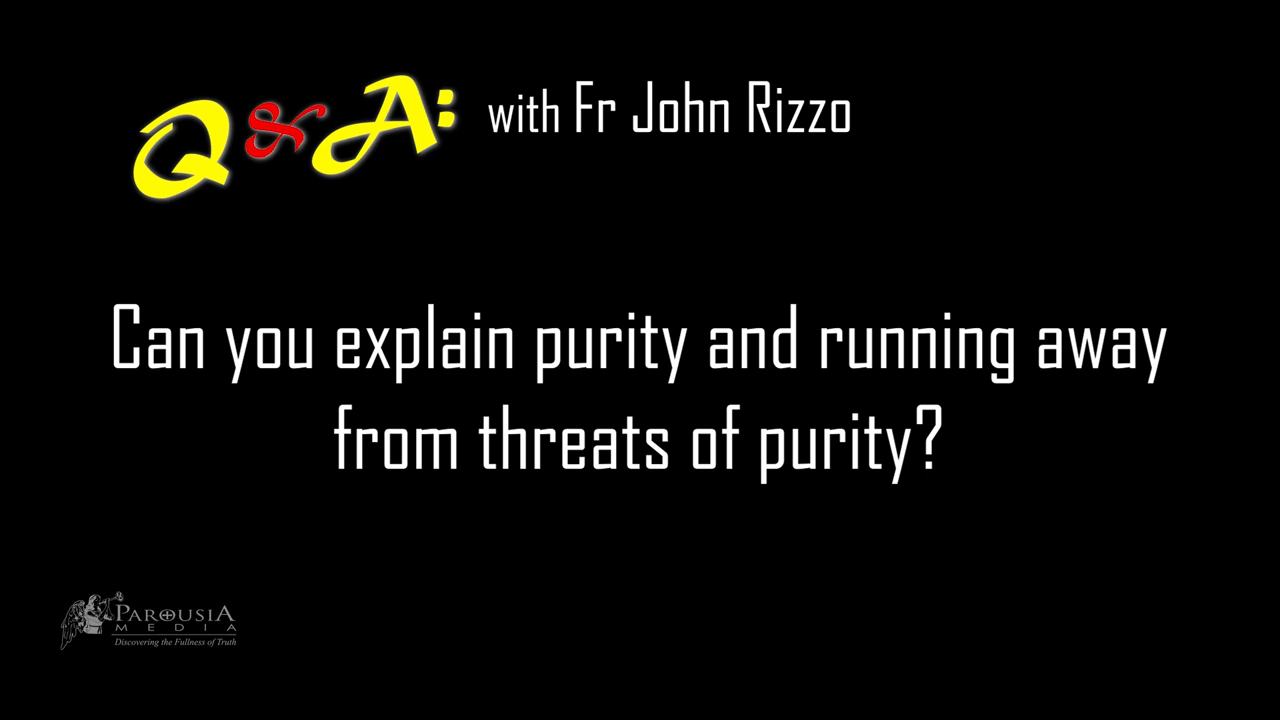 Q&A: with Fr John Rizzo
Can you explain purity and running away
from threats of purity?
PAROUSIA
MEDIA
Discovering the Fullness of Truth